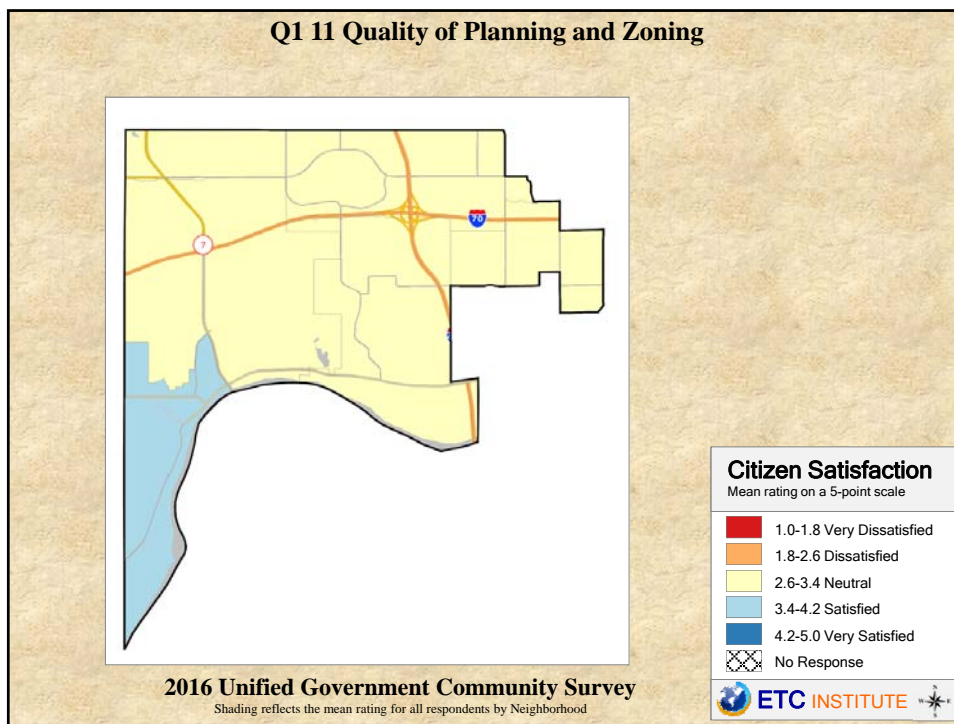 Q1 11 Quality of Planning and Zoning
70
7
Citizen Satisfaction
Mean rating on a 5-point scale
1.0-1.8 Very Dissatisfied
1.8-2.6 Dissatisfied
2.6-3.4 Neutral
3.4-4.2 Satisfied
4.2-5.0 Very Satisfied
No Response
2016 Unified Government Community Survey
Shading reflects the mean rating for all respondents by Neighborhood
ETC INSTITUTE
N
W E
S